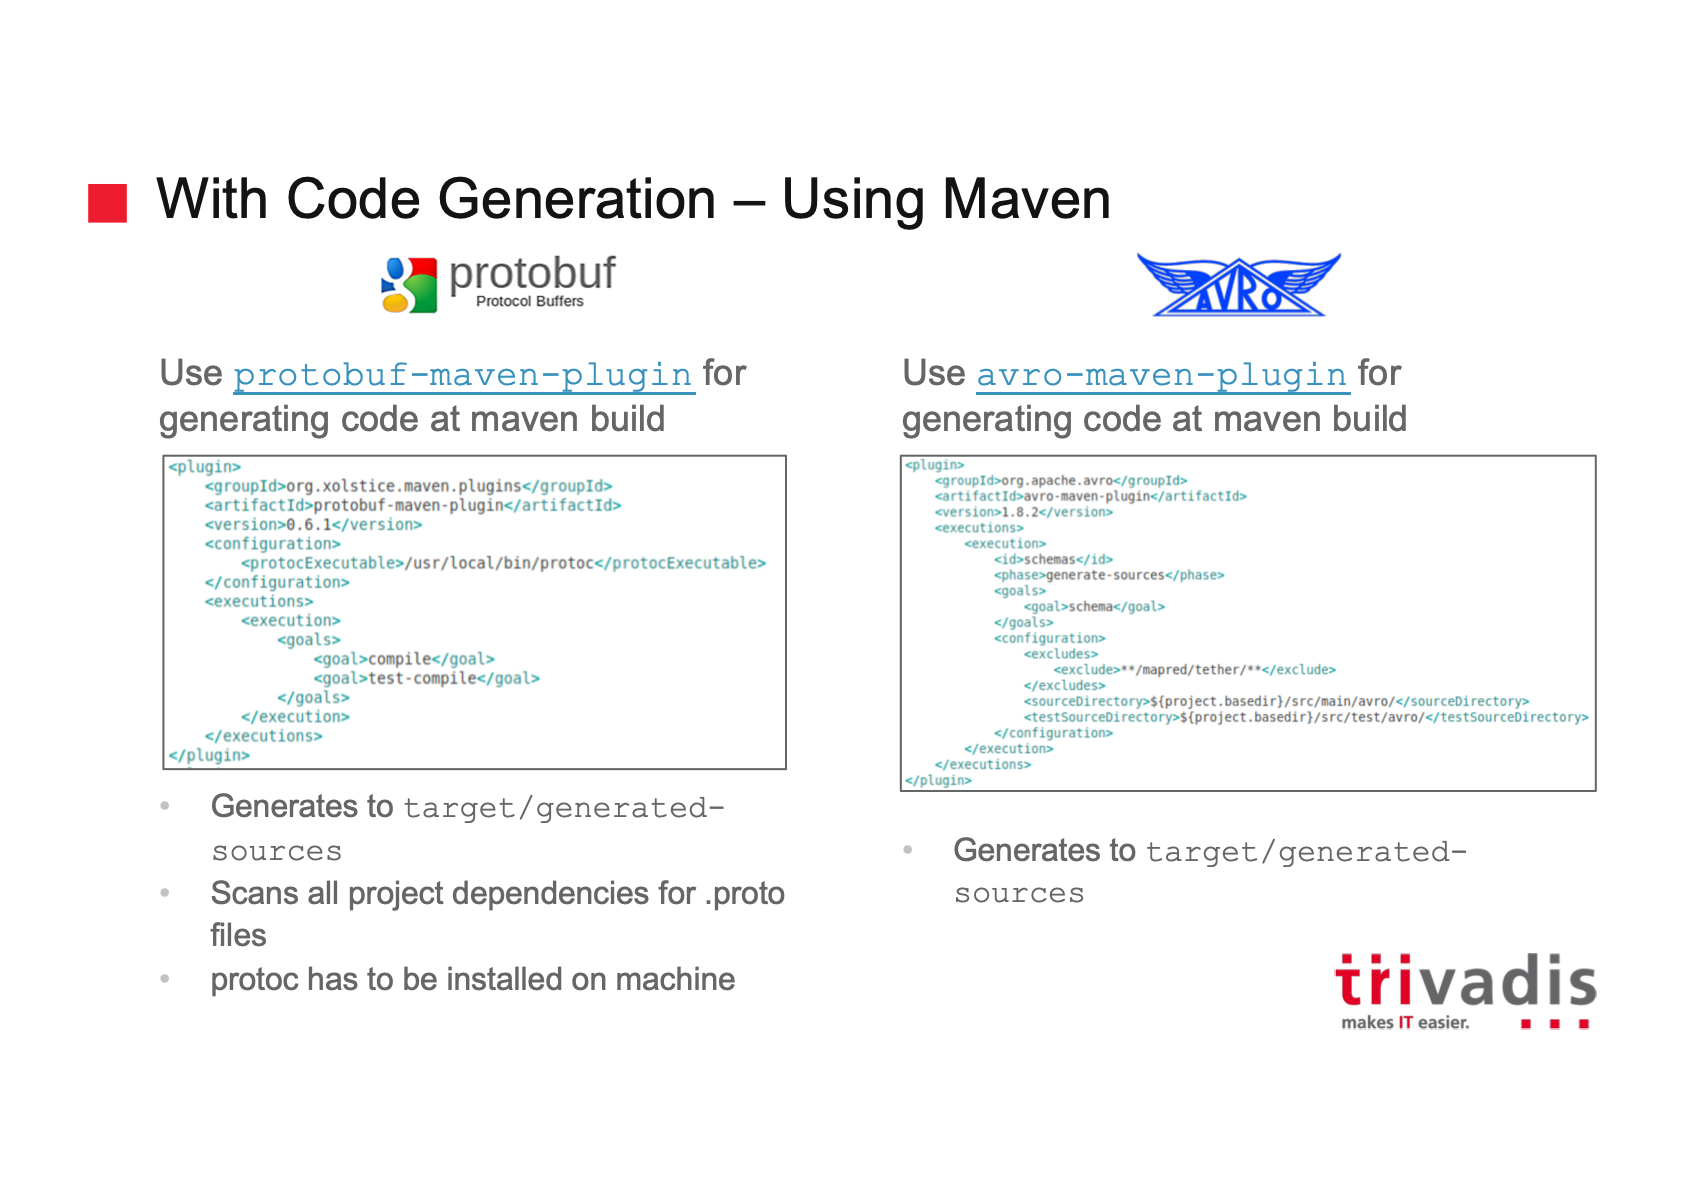 With Code Generation – Using Maven
protobuf
Protocol Buffers
Use protobuf-maven-plugin for
generating code at maven build
<plugin>
    <groupId>org.xolstice.maven.plugins</groupId>
    <artifactId>protobuf-maven-plugin</artifactId>
    <version>0.6.1</version>
    <configuration>
        <protocExecutable>/usr/local/bin/protoc</protocExecutable>
    </configuration>
    <executions>
        <execution>
            <goals>
                <goal>compile</goal>
                <goal>test-compile</goal>
            </goals>
        </execution>
    </executions>
</plugin>
• Generates to target/generated-
sources
• Scans all project dependencies for .proto
files
• protoc has to be installed on machine
AVRO
Use avro-maven-plugin for
generating code at maven build
<plugin>
    <groupId>org.apache.avro</groupId>
    <artifactId>avro-maven-plugin</artifactId>
    <version>1.8.2</version>
    <executions>
        <execution>
            <id>schemas</id>
            <phase>generate-sources</phase>
            <goals>
                <goal>schema</goal>
            </goals>
            <configuration>
                <excludes>
                    <exclude>**/mapred/tether/**</exclude>
                </excludes>
                <sourceDirectory>${project.basedir}/src/main/avro/</sourceDirectory>
                <testSourceDirectory>${project.basedir}/src/test/avro/</testSourceDirectory>
            </configuration>
        </execution>
    </executions>
</plugin>
• Generates to target/generated-
sources
trivadis
makes IT easier.